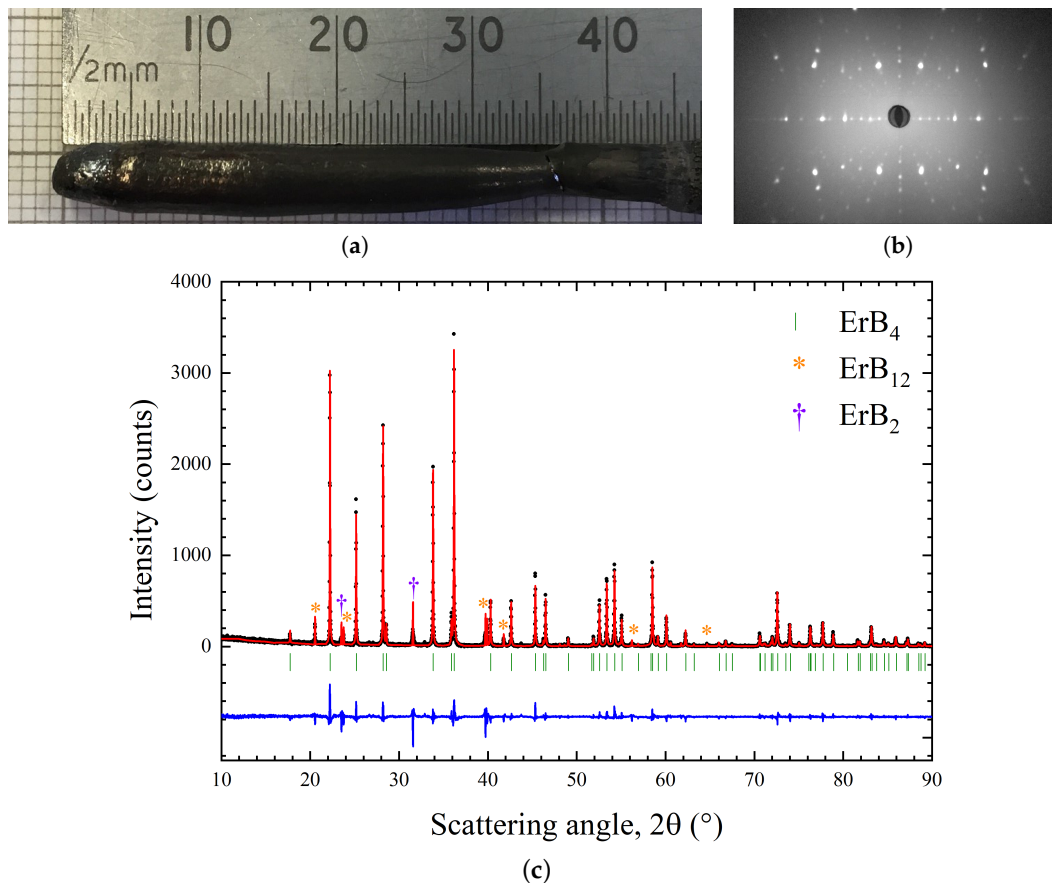 10 20 30 40
/2mm
(a)
(b)
4000
3000
2000
1000
0
Intensity (counts)
ErB₄
* ErB₁₂
† ErB₂
†
†
*
*
*
*
*
*
10 20 30 40 50 60 70 80 90
Scattering angle, 2θ (°)
(c)